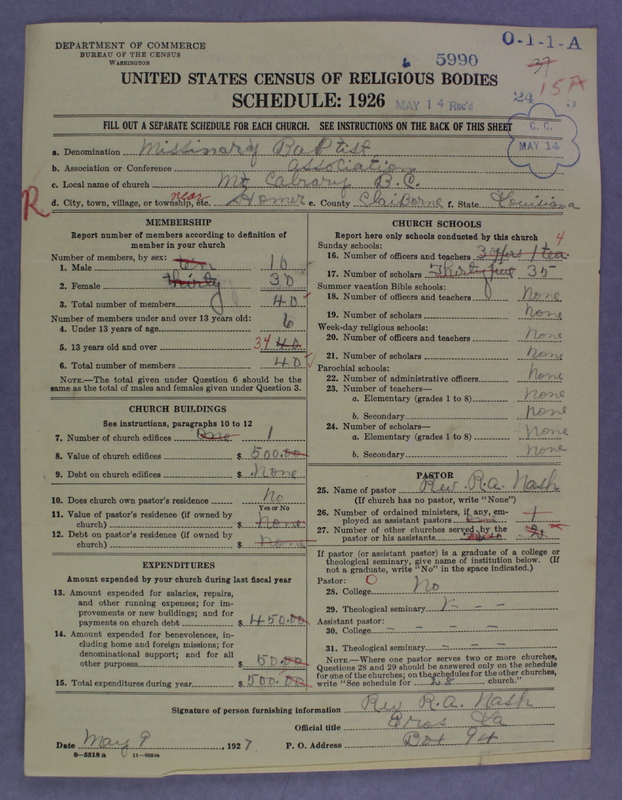 DEPARTMENT OF COMMERCE
BUREAU OF THE CENSUS
WASHINGTON
6 5990
O-1-1-A
37
15A
UNITED STATES CENSUS OF RELIGIOUS BODIES
SCHEDULE: 1926
MAY 14 Rec'd
24
C. C.
MAY 14
FILL OUT A SEPARATE SCHEDULE FOR EACH CHURCH. SEE INSTRUCTIONS ON THE BACK OF THIS SHEET
a. Denomination Missinary Baptist
b. Association or Conference association
c. Local name of church Mt Calvary B.C.
R
d. City, town, village, or township, etc. near Homer e. County Claiborne f. State Louisiana
MEMBERSHIP
Report number of members according to definition of
member in your church
Number of members, by sex:
1. Male ten 10
2. Female thirty 30
3. Total number of members 40
Number of members under and over 13 years old:
4. Under 13 years of age 6
5. 13 years old and over 34 40
6. Total number of members 40
NOTE.—The total given under Question 6 should be the
same as the total of males and females given under Question 3.
CHURCH BUILDINGS
See instructions, paragraphs 10 to 12
7. Number of church edifices One 1
8. Value of church edifices $ 500.00
9. Debt on church edifices $ None
10. Does church own pastor's residence No
Yes or No
11. Value of pastor's residence (if owned by
church) $ None
12. Debt on pastor's residence (if owned by
church) $ None
EXPENDITURES
Amount expended by your church during last fiscal year
13. Amount expended for salaries, repairs,
and other running expenses; for im-
provements or new buildings; and for
payments on church debt $ 450.00
14. Amount expended for benevolences, in-
cluding home and foreign missions; for
denominational support; and for all
other purposes $ 50.00
15. Total expenditures during year $ 500.00
CHURCH SCHOOLS
Report here only schools conducted by this church
Sunday schools:
4
16. Number of officers and teachers 3 offrs 1 tea
17. Number of scholars Thirty five 35
Summer vacation Bible schools:
18. Number of officers and teachers None
19. Number of scholars None
Week-day religious schools:
20. Number of officers and teachers None
21. Number of scholars None
Parochial schools:
22. Number of administrative officers None
23. Number of teachers—
a. Elementary (grades 1 to 8) None
b. Secondary None
24. Number of scholars—
a. Elementary (grades 1 to 8) None
b. Secondary None
PASTOR
25. Name of pastor Rev. R.A. Nash
(If church has no pastor, write "None")
26. Number of ordained ministers, if any, em-
ployed as assistant pastors 1
27. Number of other churches served by the
pastor or his assistants
If pastor (or assistant pastor) is a graduate of a college or
theological seminary, give name of institution below. (If
not a graduate, write "No" in the space indicated.)
Pastor: O
28. College No
29. Theological seminary
Assistant pastor:
30. College - - - -
31. Theological seminary - - -
NOTE.—Where one pastor serves two or more churches,
Questions 28 and 29 should be answered only on the schedule
for one of the churches; on the schedules for the other churches,
write "See schedule for 28 church."
Signature of person furnishing information Rev R.A. Nash
Official title Eros La
Date May 9, 1927 P. O. Address Box 94
8—5518 a 11—9084a